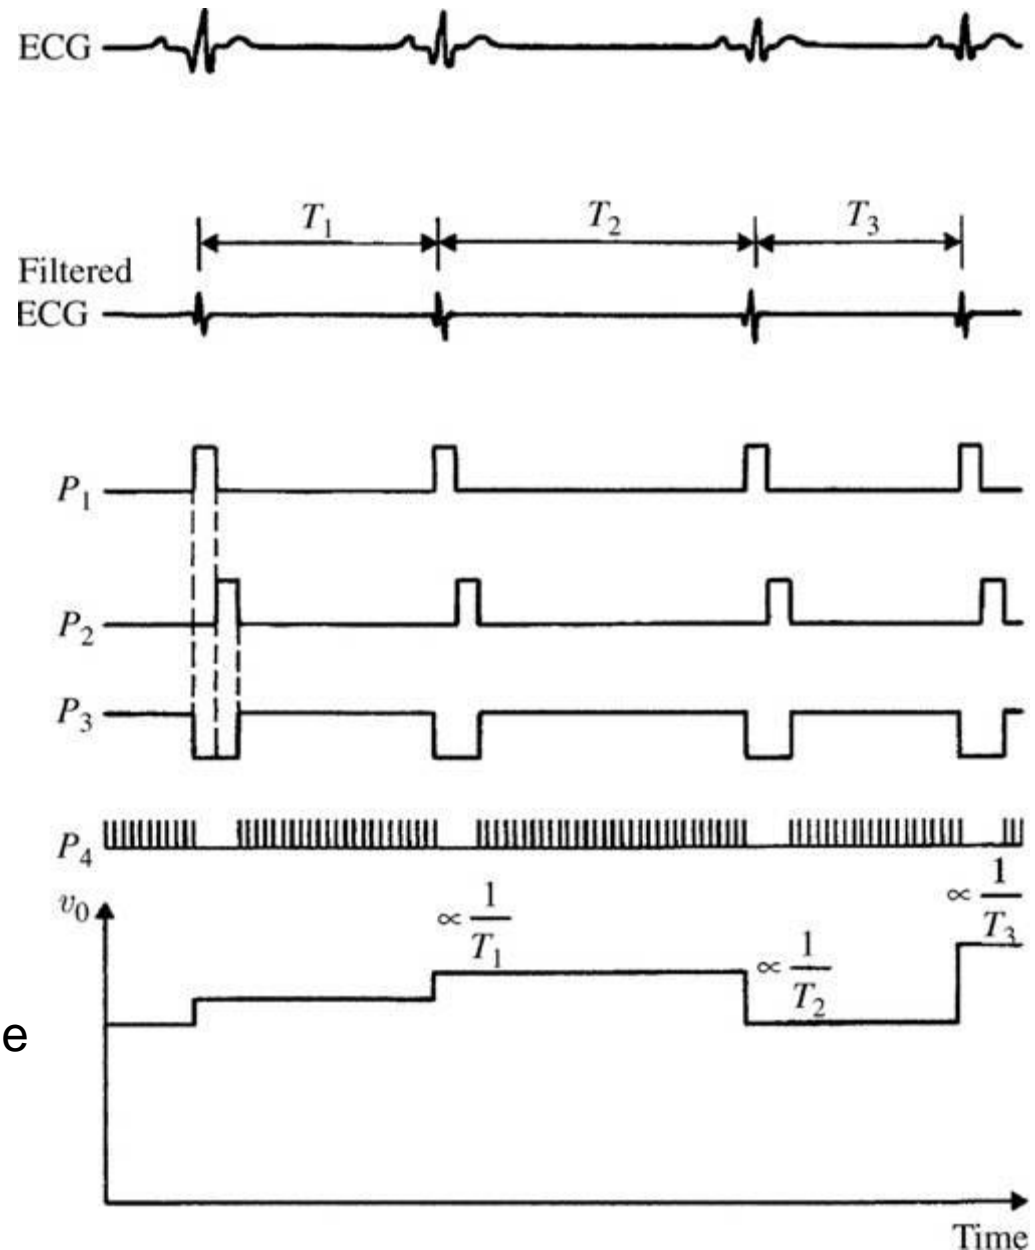 ECG
T₁ T₂ T₃
Filtered
ECG
P₁
P₂
P₃
P₄
v₀
∝ 1/T₁
∝ 1/T₂
∝ 1/T₃
e
Time